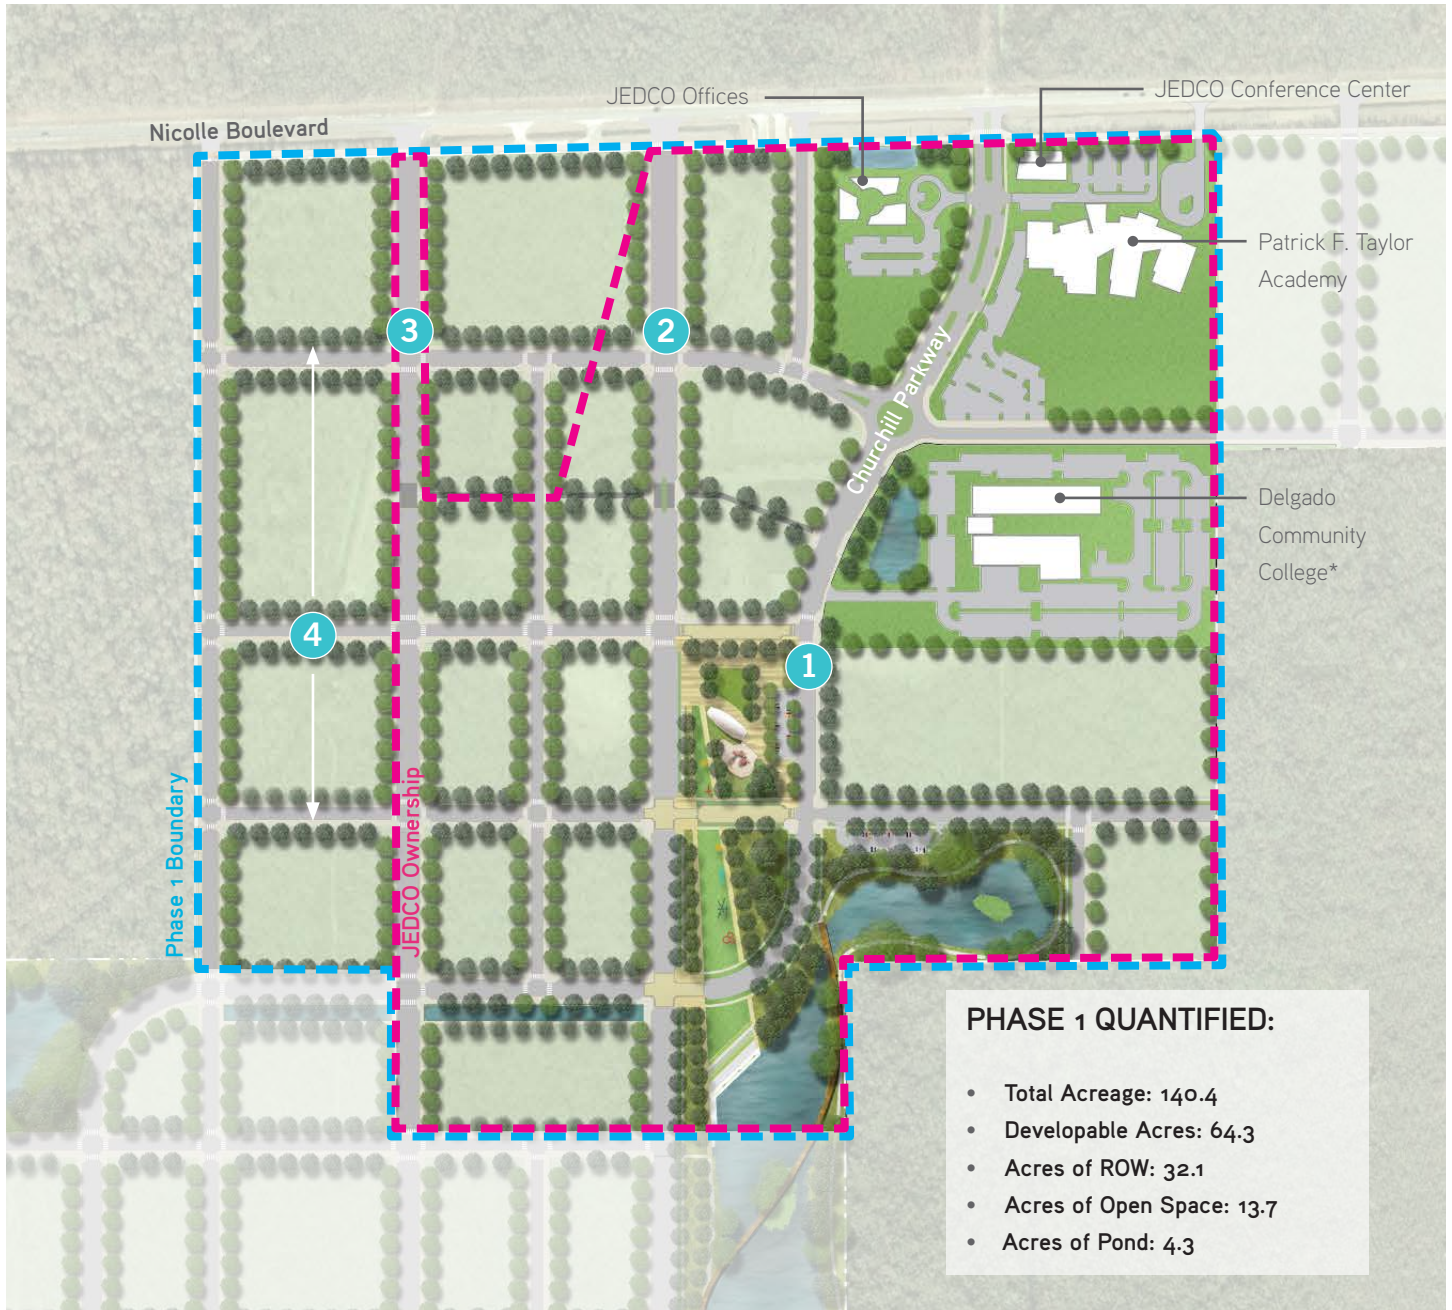 JEDCO Offices
JEDCO Conference Center
Nicolle Boulevard
Patrick F. Taylor
Academy
3
2
Churchill Parkway
Delgado
Community
College*
4
1
Phase 1 Boundary
JEDCO Ownership
PHASE 1 QUANTIFIED:
• Total Acreage: 140.4
• Developable Acres: 64.3
• Acres of ROW: 32.1
• Acres of Open Space: 13.7
• Acres of Pond: 4.3